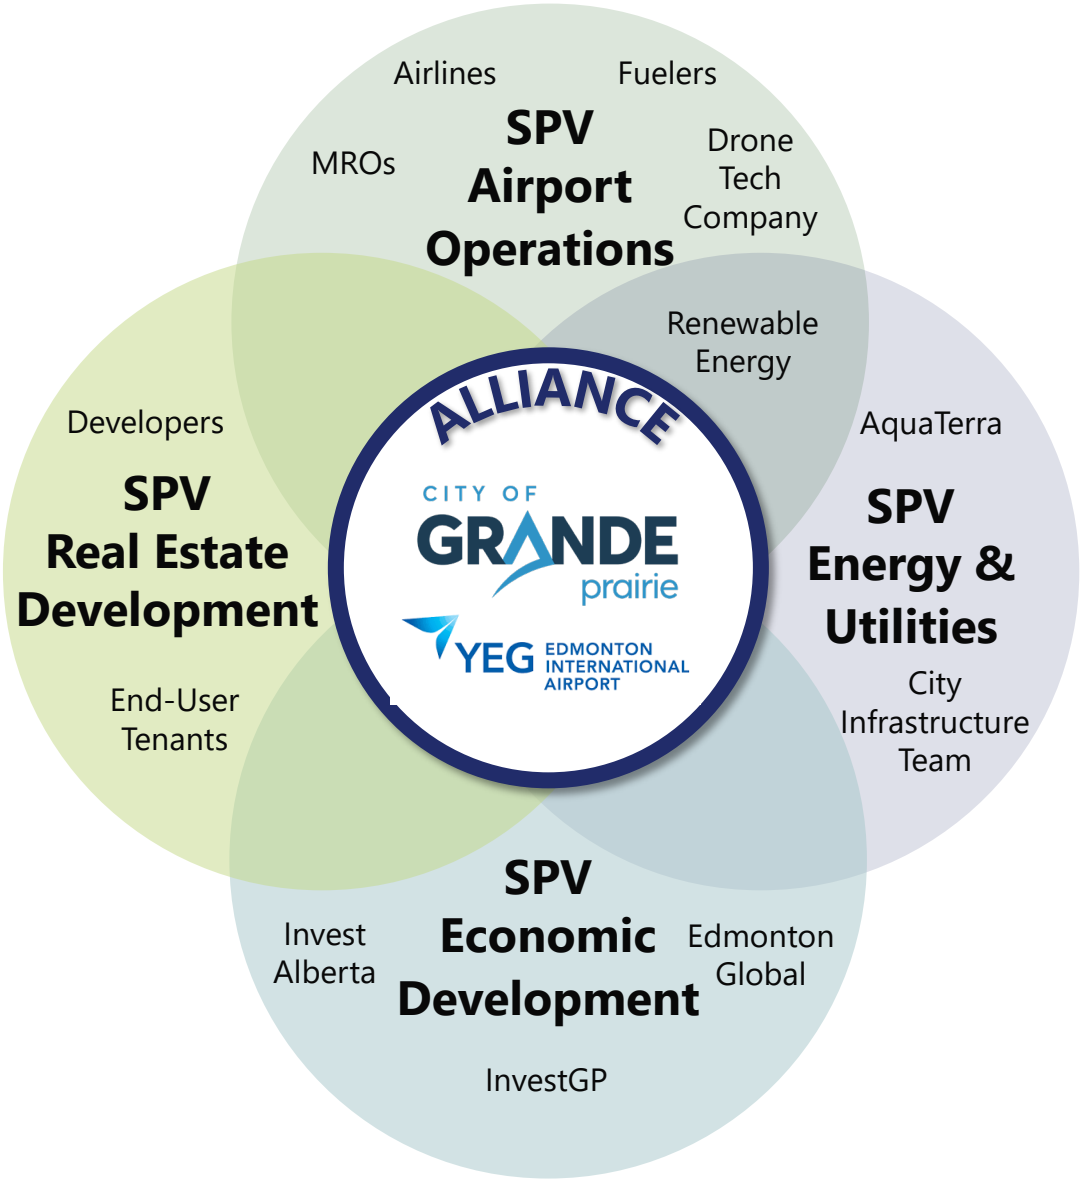 Airlines
Fuelers
SPV
Airport
Operations
MROs
Drone
Tech
Company
Renewable
Energy
ALLIANCE
CITY OF
GRANDE
prairie
YEG
EDMONTON
INTERNATIONAL
AIRPORT
Developers
SPV
Real Estate
Development
End-User
Tenants
AquaTerra
SPV
Energy &
Utilities
City
Infrastructure
Team
SPV
Economic
Development
Invest
Alberta
Edmonton
Global
InvestGP